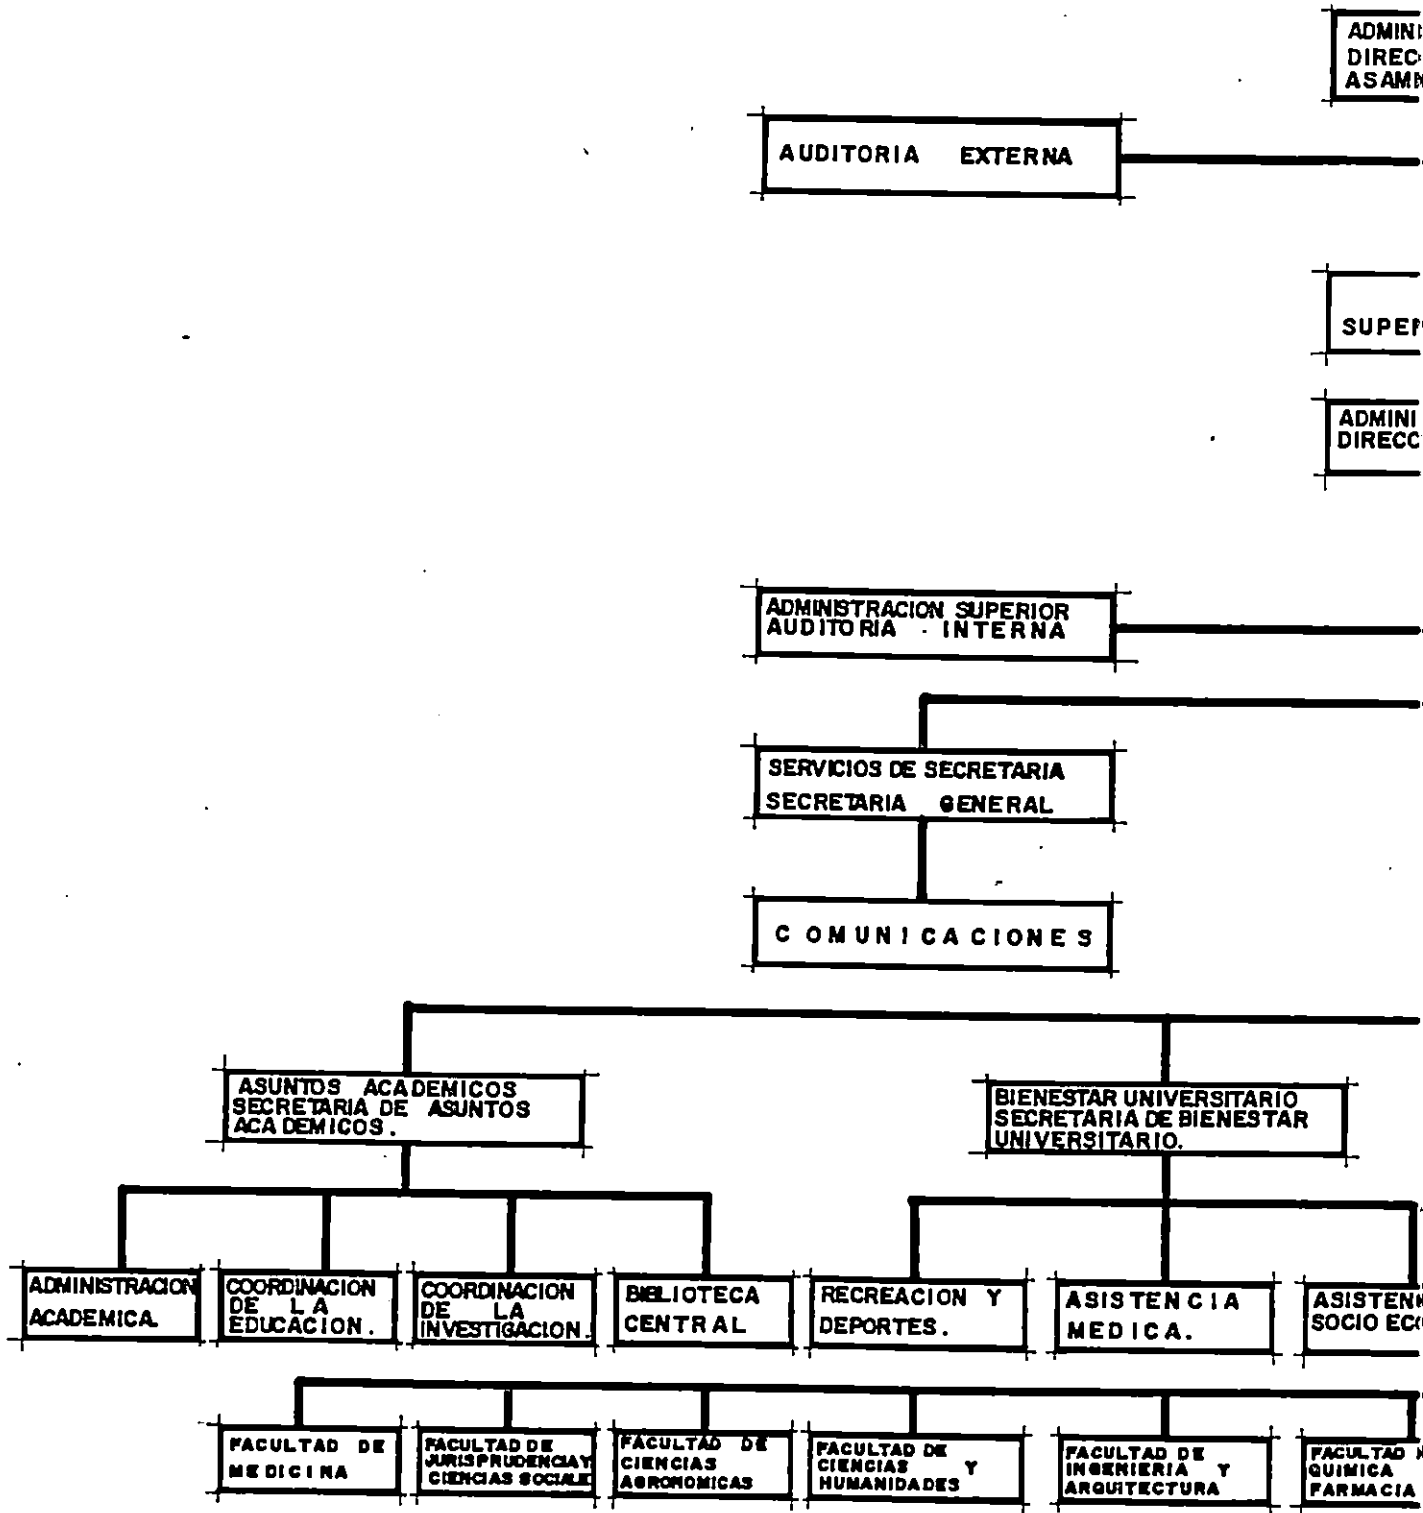 AUDITORIA EXTERNA
ADMINISTRACION SUPERIOR
AUDITORIA · INTERNA
SERVICIOS DE SECRETARIA
SECRETARIA GENERAL
COMUNICACIONES
ASUNTOS ACADEMICOS
SECRETARIA DE ASUNTOS
ACADEMICOS.
BIENESTAR UNIVERSITARIO
SECRETARIA DE BIENESTAR
UNIVERSITARIO.
ADMINISTRACION
ACADEMICA.
COORDINACION
DE LA
EDUCACION.
COORDINACION
DE LA
INVESTIGACION.
BIBLIOTECA
CENTRAL
RECREACION Y
DEPORTES.
ASISTENCIA
MEDICA.
SOCIO
FACULTAD DE
MEDICINA
FACULTAD DE
JURISPRUDENCIA Y
CIENCIAS SOCIALE
FACULTAD DE
CIENCIAS
AGRONOMICAS
FACULTAD DE
CIENCIAS Y
HUMANIDADES
FACULTAD DE
INGENIERIA Y
ARQUITECTURA
FACULTAD
QUIMICA
FARMACIA